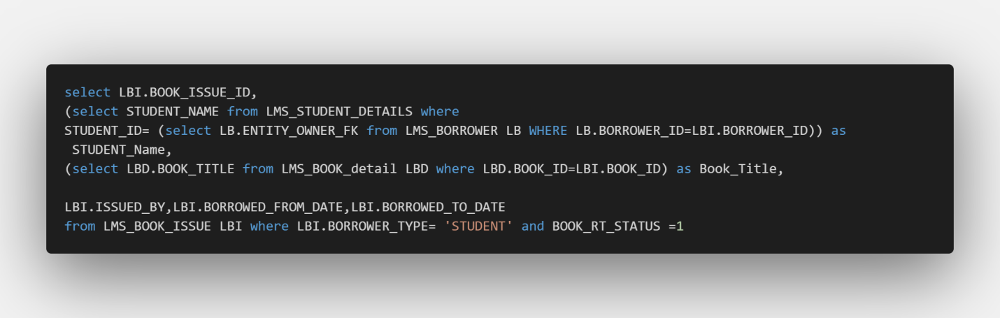 select LBI.BOOK_ISSUE_ID,
(select STUDENT_NAME from LMS_STUDENT_DETAILS where
STUDENT_ID= (select LB.ENTITY_OWNER_FK from LMS_BORROWER LB WHERE LB.BORROWER_ID=LBI.BORROWER_ID)) as
 STUDENT_Name,
(select LBD.BOOK_TITLE from LMS_BOOK_detail LBD where LBD.BOOK_ID=LBI.BOOK_ID) as Book_Title,
LBI.ISSUED_BY,LBI.BORROWED_FROM_DATE,LBI.BORROWED_TO_DATE
from LMS_BOOK_ISSUE LBI where LBI.BORROWER_TYPE= 'STUDENT' and BOOK_RT_STATUS =1